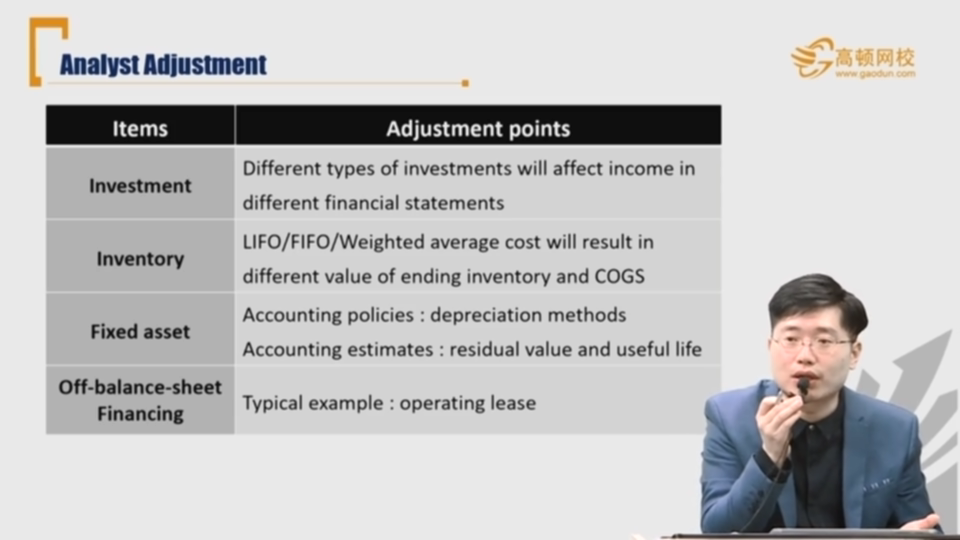 Analyst Adjustment
高顿网校
www.gaodun.com
Items
Adjustment points
Investment
Different types of investments will affect income in
different financial statements
Inventory
LIFO/FIFO/Weighted average cost will result in
different value of ending inventory and COGS
Fixed asset
Accounting policies : depreciation methods
Accounting estimates : residual value and useful life
Off-balance-sheet
Financing
Typical example : operating lease